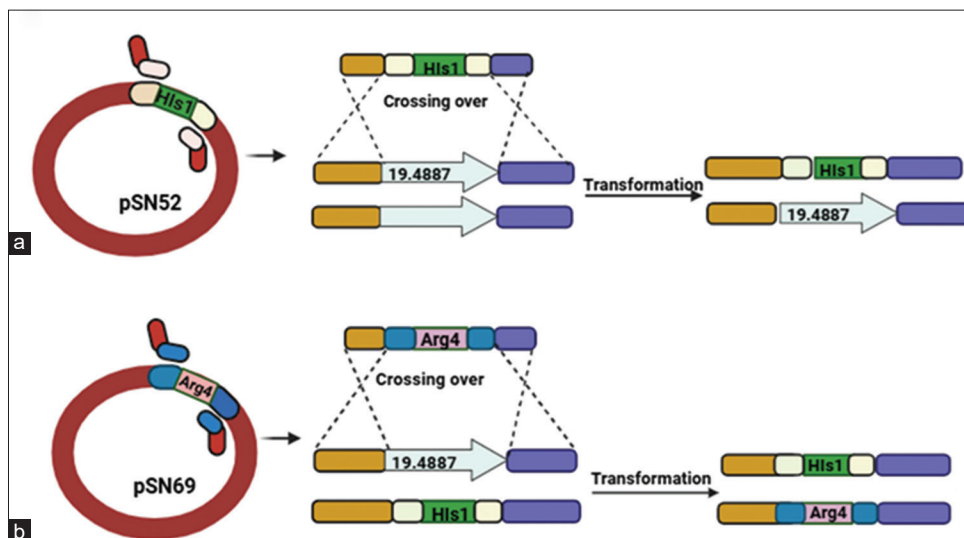 HIs1
pSN52
HIs1
Crossing over
19.4887
Transformation
HIs1
19.4887
a
Arg4
pSN69
Arg4
Crossing over
19.4887
HIs1
Transformation
HIs1
Arg4
b